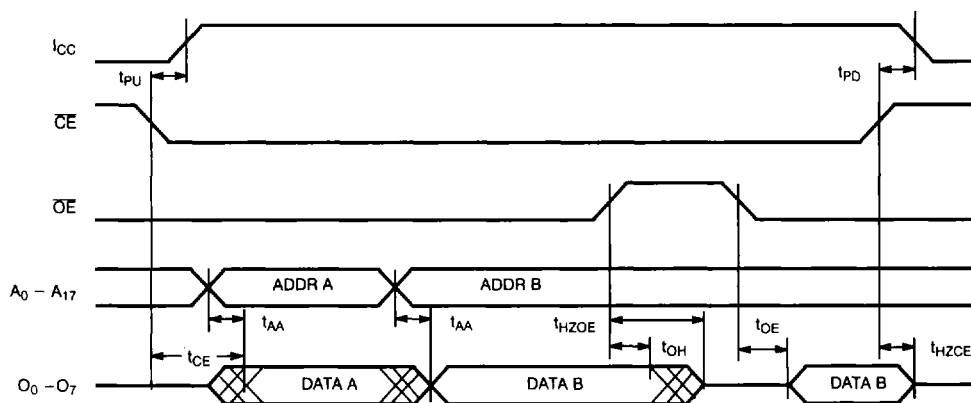 ICC
tPU
tPD
CE
OE
A0 – A17
ADDR A
ADDR B
tAA
tAA
tHZOE
tOE
tCE
tOH
tHZCE
O0 – O7
DATA A
DATA B
DATA B